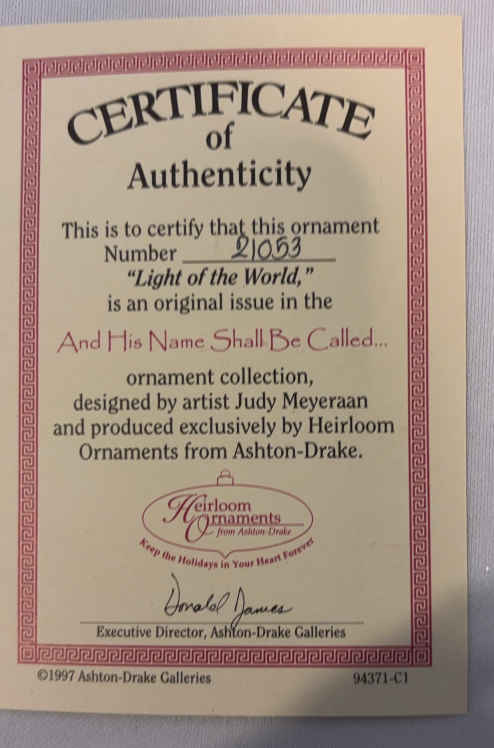 CERTIFICATE
of
Authenticity
This is to certify that this ornament
Number 21053
"Light of the World,"
is an original issue in the
And His Name Shall Be Called...
ornament collection,
designed by artist Judy Meyeraan
and produced exclusively by Heirloom
Ornaments from Ashton-Drake.
Heirloom
Ornaments
from Ashton-Drake
Keep the Holidays in Your Heart Forever
Donald James
Executive Director, Ashton-Drake Galleries
©1997 Ashton-Drake Galleries 94371-C1